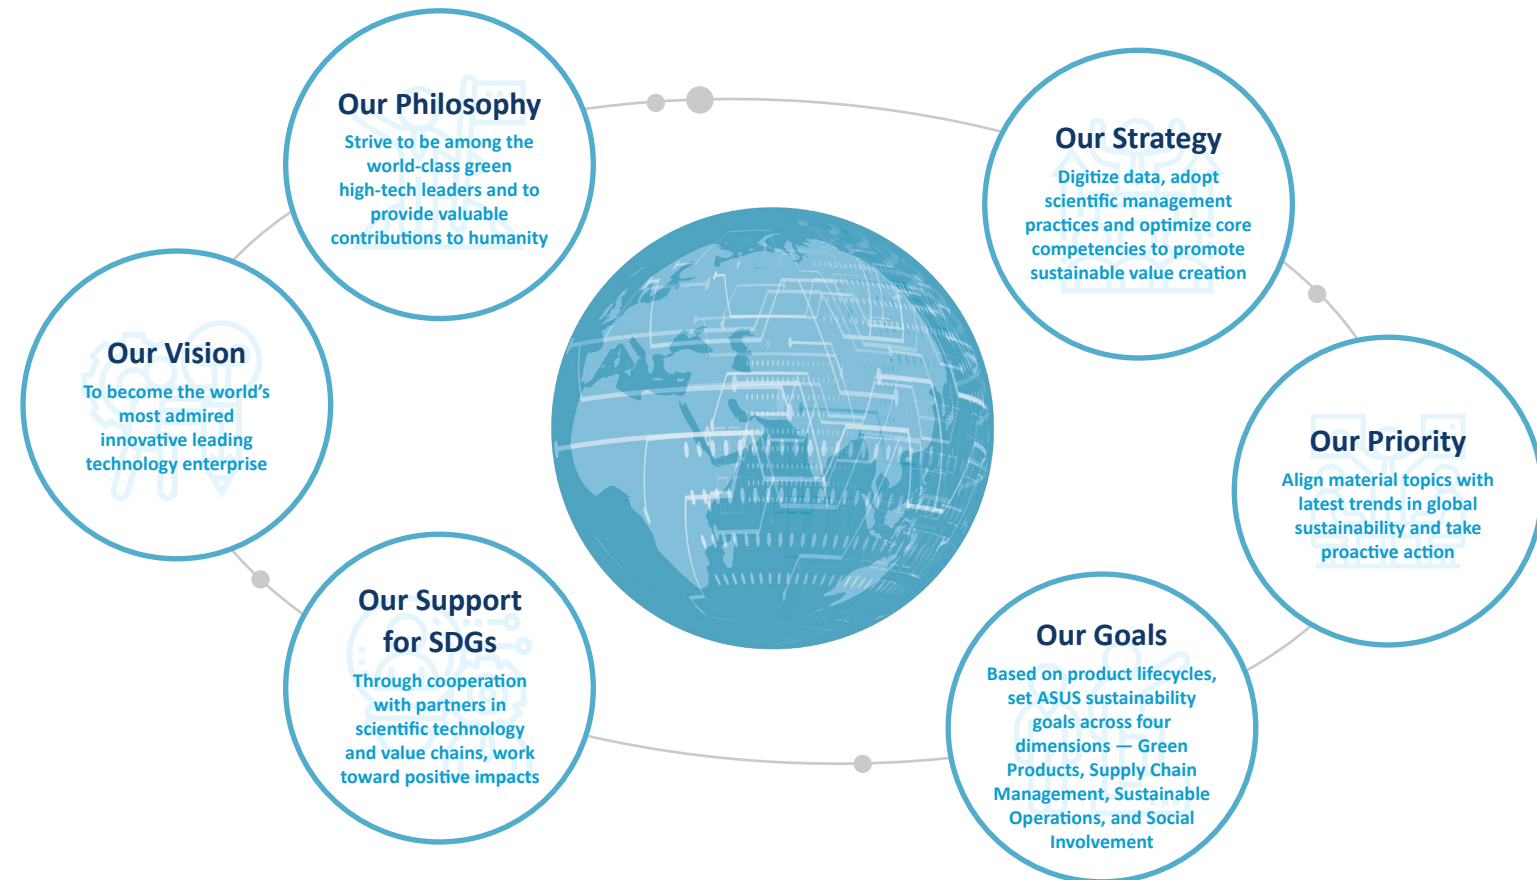 Our Philosophy
Strive to be among the
world-class green
high-tech leaders and to
provide valuable
contributions to humanity
Our Strategy
Digitize data, adopt
scientific management
practices and optimize core
competencies to promote
sustainable value creation
Our Vision
To become the world’s
most admired
innovative leading
technology enterprise
Our Priority
Align material topics with
latest trends in global
sustainability and take
proactive action
Our Support
for SDGs
Through cooperation
with partners in
scientific technology
and value chains, work
toward positive impacts
Our Goals
Based on product lifecycles,
set ASUS sustainability
goals across four
dimensions — Green
Products, Supply Chain
Management, Sustainable
Operations, and Social
Involvement